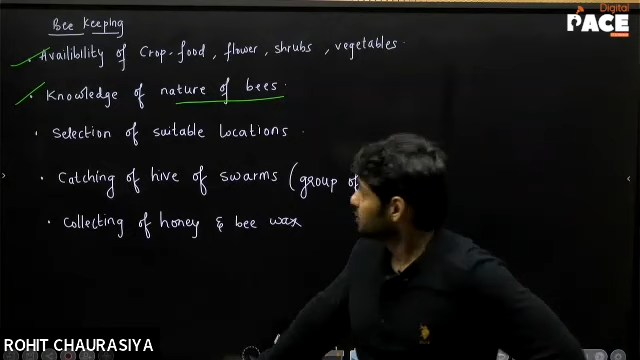 Bee Keeping
Digital
PACE
• Availibility of Crop-food, flower, shrubs, vegetables.
• Knowledge of nature of bees.
• Selection of suitable locations.
• Catching of hive of swarms (group of
• Collecting of honey & bee wax
ROHIT CHAURASIYA